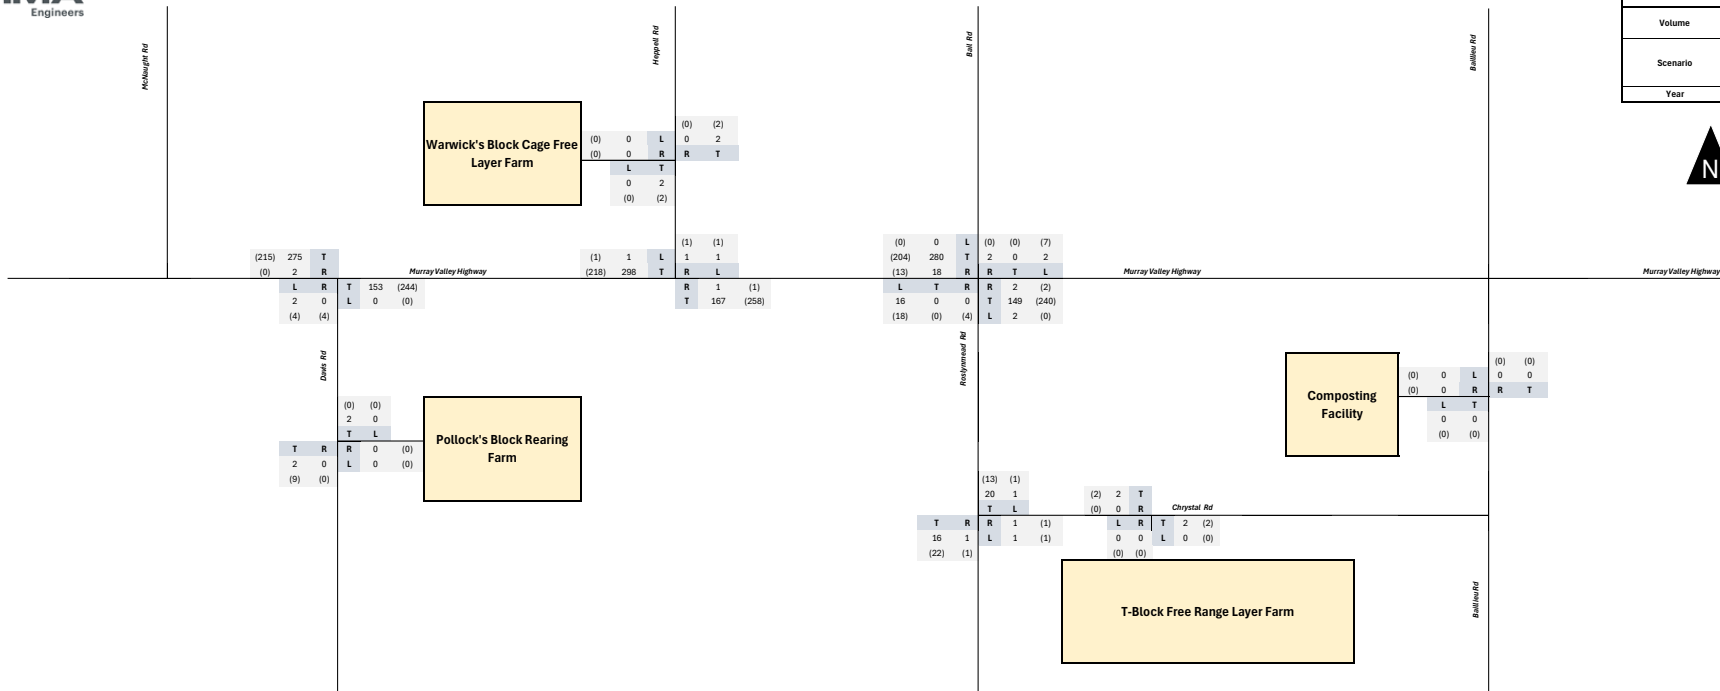 Engineers
McNaught Rd
Heppell Rd
Ball Rd
Baillieu Rd
Volume
Scenario
Year
N
Warwick's Block Cage Free
Layer Farm
(0) (2)
(0) 0 L 0 2
(0) 0 R R T
L T
0 2
(0) (2)
(215) 275 T
(0) 2 R
Murray Valley Highway
L R T 153 (244)
2 0 L 0 (0)
(4) (4)
(1) (1)
(1) 1 L 1 1
(218) 298 T R L
R 1 (1)
T 167 (258)
(0) 0 L (0) (0) (7)
(204) 280 T 2 0 2
(13) 18 R R T L
L T R R 2 (2)
16 0 0 T 149 (240)
(18) (0) (4) L 2 (0)
Murray Valley Highway
Murray Valley Highway
Davis Rd
Roslynmead Rd
(0) (0)
2 0
T L
T R R 0 (0)
2 0 L 0 (0)
(9) (0)
Pollock's Block Rearing
Farm
Composting
Facility
(0) (0)
(0) 0 L 0 0
(0) 0 R R T
L T
0 0
(0) (0)
(13) (1)
20 1
T L
T R R 1 (1)
16 1 L 1 (1)
(22) (1)
(2) 2 T
(0) 0 R
Chrystal Rd
L R T 2 (2)
0 0 L 0 (0)
(0) (0)
T-Block Free Range Layer Farm
Baillieu Rd